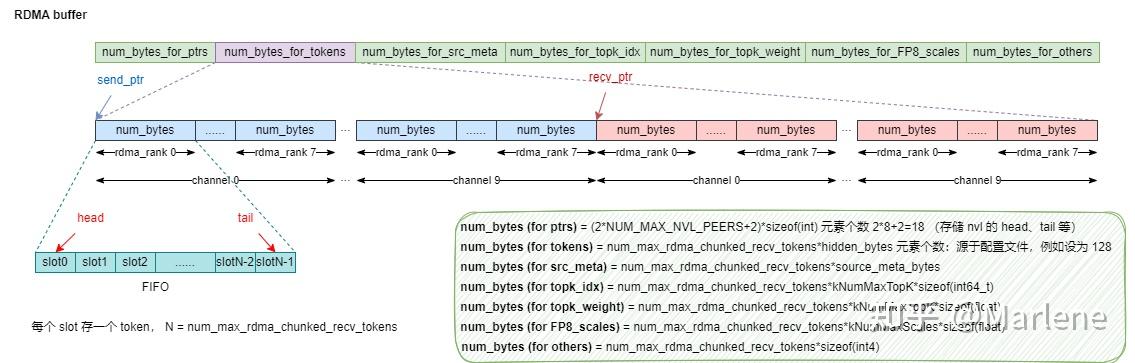 RDMA buffer
num_bytes_for_ptrs num_bytes_for_tokens num_bytes_for_src_meta num_bytes_for_topk_idx num_bytes_for_topk_weight num_bytes_for_FP8_scales num_bytes_for_others
send_ptr recv_ptr
num_bytes ...... num_bytes ... num_bytes ...... num_bytes num_bytes ...... num_bytes ... num_bytes ...... num_bytes
rdma_rank 0 rdma_rank 7 rdma_rank 0 rdma_rank 7 rdma_rank 0 rdma_rank 7 rdma_rank 0 rdma_rank 7
channel 0 ... channel 9 channel 0 ... channel 9
head tail
slot0 slot1 slot2 ...... slotN-2 slotN-1
FIFO
每个 slot 存一个 token， N = num_max_rdma_chunked_recv_tokens
num_bytes (for ptrs) = (2*NUM_MAX_NVL_PEERS+2)*sizeof(int) 元素个数 2*8+2=18 （存储 nvl 的 head、tail 等）
num_bytes (for tokens) = num_max_rdma_chunked_recv_tokens*hidden_bytes 元素个数：源于配置文件，例如设为 128
num_bytes (for src_meta) = num_max_rdma_chunked_recv_tokens*source_meta_bytes
num_bytes (for topk_idx) = num_max_rdma_chunked_recv_tokens*kNumMaxTopK*sizeof(int64_t)
num_bytes (for topk_weight) = num_max_rdma_chunked_recv_tokens*kNumMaxTopK*sizeof(float)
num_bytes (for FP8_scales) = num_max_rdma_chunked_recv_tokens*kNumMaxScales*sizeof(float)
num_bytes (for others) = num_max_rdma_chunked_recv_tokens*sizeof(int4)
知乎 @Marlene